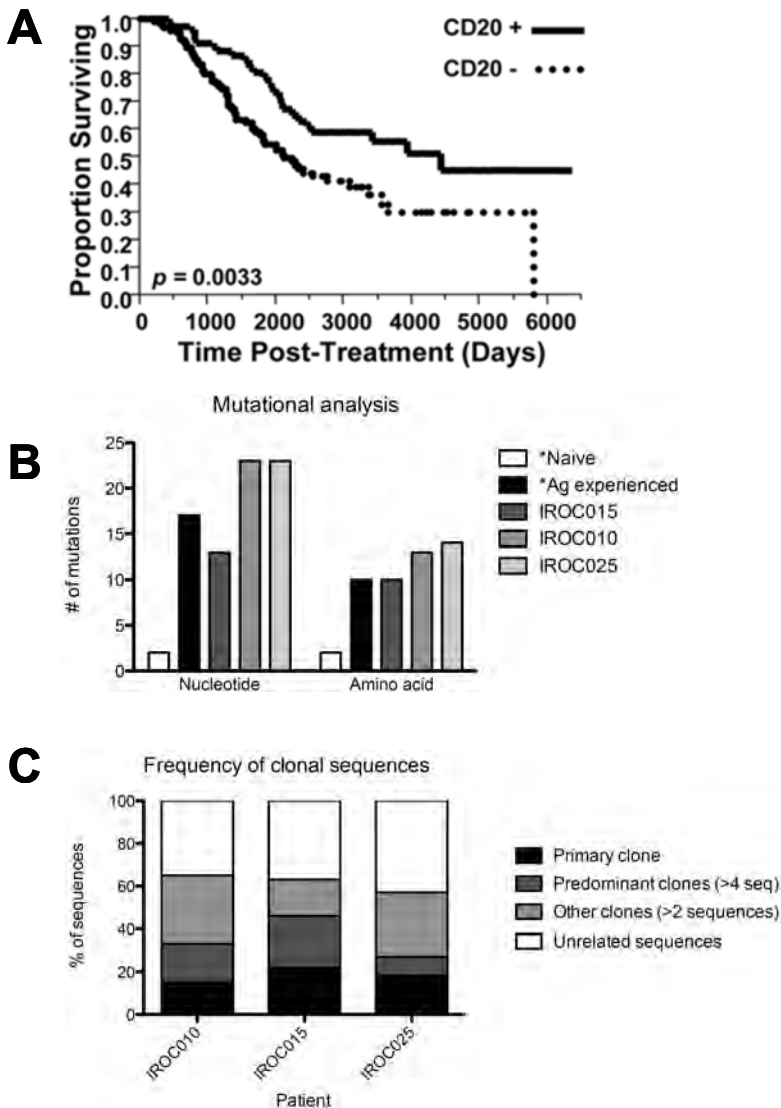 A
CD20 +
CD20 -
Proportion Surviving
1.0
0.9
0.8
0.7
0.6
0.5
0.4
0.3
0.2
0.1
0.0
p = 0.0033
0 1000 2000 3000 4000 5000 6000
Time Post-Treatment (Days)
B
Mutational analysis
# of mutations
25
20
15
10
5
0
Nucleotide Amino acid
*Naive
*Ag experienced
IROC015
IROC010
IROC025
C
Frequency of clonal sequences
% of sequences
100
80
60
40
20
0
IROC010 IROC015 IROC025
Patient
Primary clone
Predominant clones (>4 seq)
Other clones (>2 sequences)
Unrelated sequences